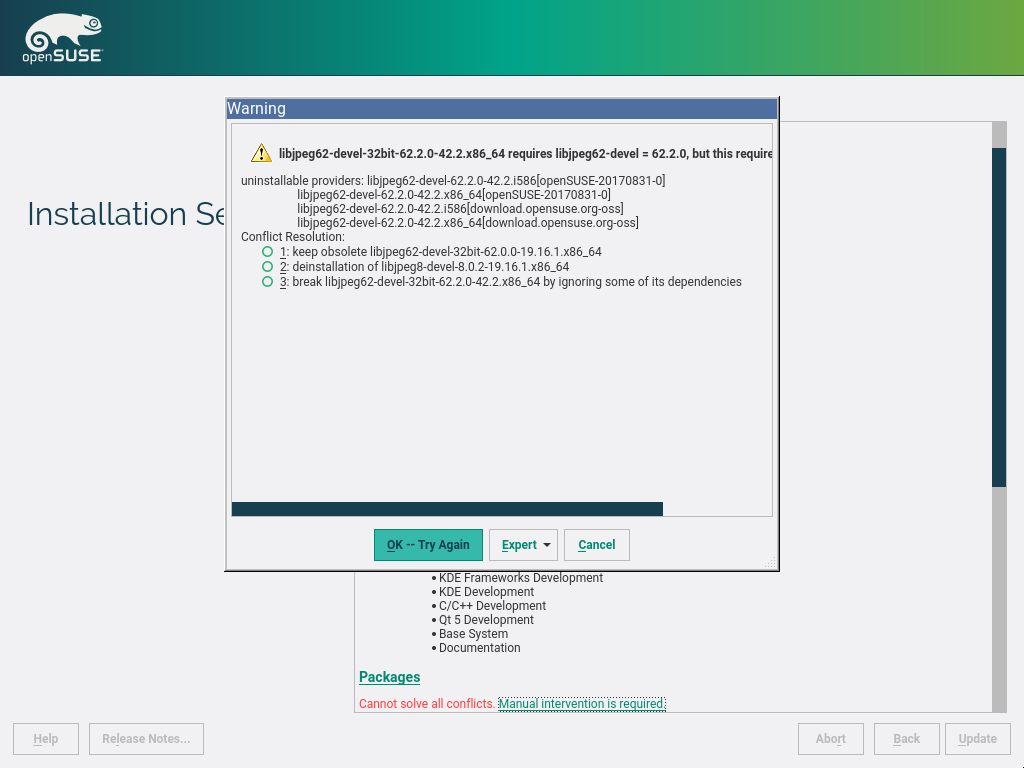 openSUSE
Warning
libjpeg62-devel-32bit-62.2.0-42.2.x86_64 requires libjpeg62-devel = 62.2.0, but this require
uninstallable providers: libjpeg62-devel-62.2.0-42.2.i586[openSUSE-20170831-0]
libjpeg62-devel-62.2.0-42.2.x86_64[openSUSE-20170831-0]
Installation Se
libjpeg62-devel-62.2.0-42.2.i586[download.opensuse.org-oss]
libjpeg62-devel-62.2.0-42.2.x86_64[download.opensuse.org-oss]
Conflict Resolution:
1: keep obsolete libjpeg62-devel-32bit-62.0.0-19.16.1.x86_64
2: deinstallation of libjpeg8-devel-8.0.2-19.16.1.x86_64
3: break libjpeg62-devel-32bit-62.2.0-42.2.x86_64 by ignoring some of its dependencies
OK -- Try Again Expert Cancel
• KDE Frameworks Development
• KDE Development
• C/C++ Development
• Qt 5 Development
• Base System
• Documentation
Packages
Cannot solve all conflicts. Manual intervention is required.
Help Release Notes... Abort Back Update